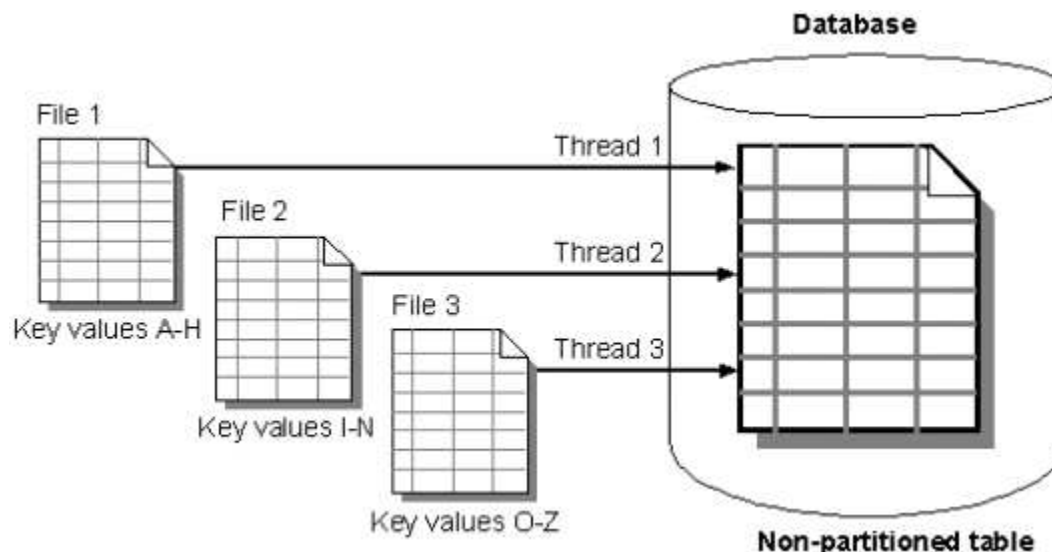 Database
File 1
Thread 1
File 2
Thread 2
Key values A-H
File 3
Thread 3
Key values I-N
Key values O-Z
Non-partitioned table